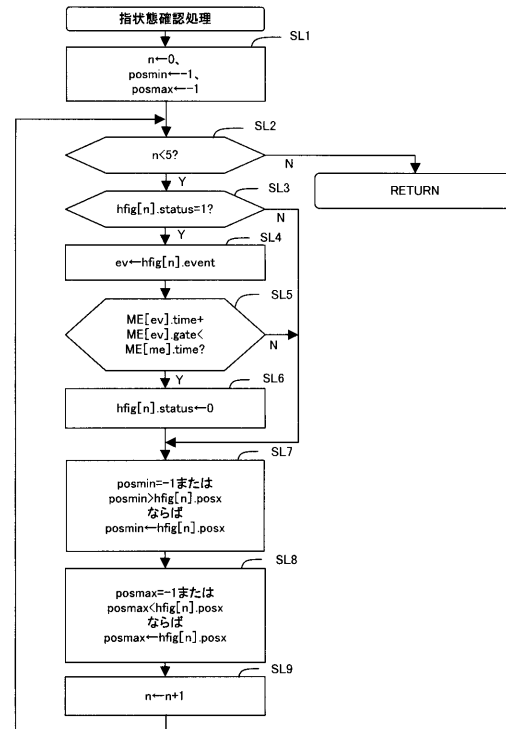 指状態確認処理
SL1
n←0、
posmin←-1、
posmax←-1
SL2
n<5?
N
Y
RETURN
SL3
hfig[n].status=1?
N
Y
SL4
ev←hfig[n].event
SL5
ME[ev].time+
ME[ev].gate<
ME[me].time?
N
Y
SL6
hfig[n].status←0
SL7
posmin=-1または
posmin>hfig[n].posx
ならば
posmin←hfig[n].posx
SL8
posmax=-1または
posmax<hfig[n].posx
ならば
posmax←hfig[n].posx
SL9
n←n+1